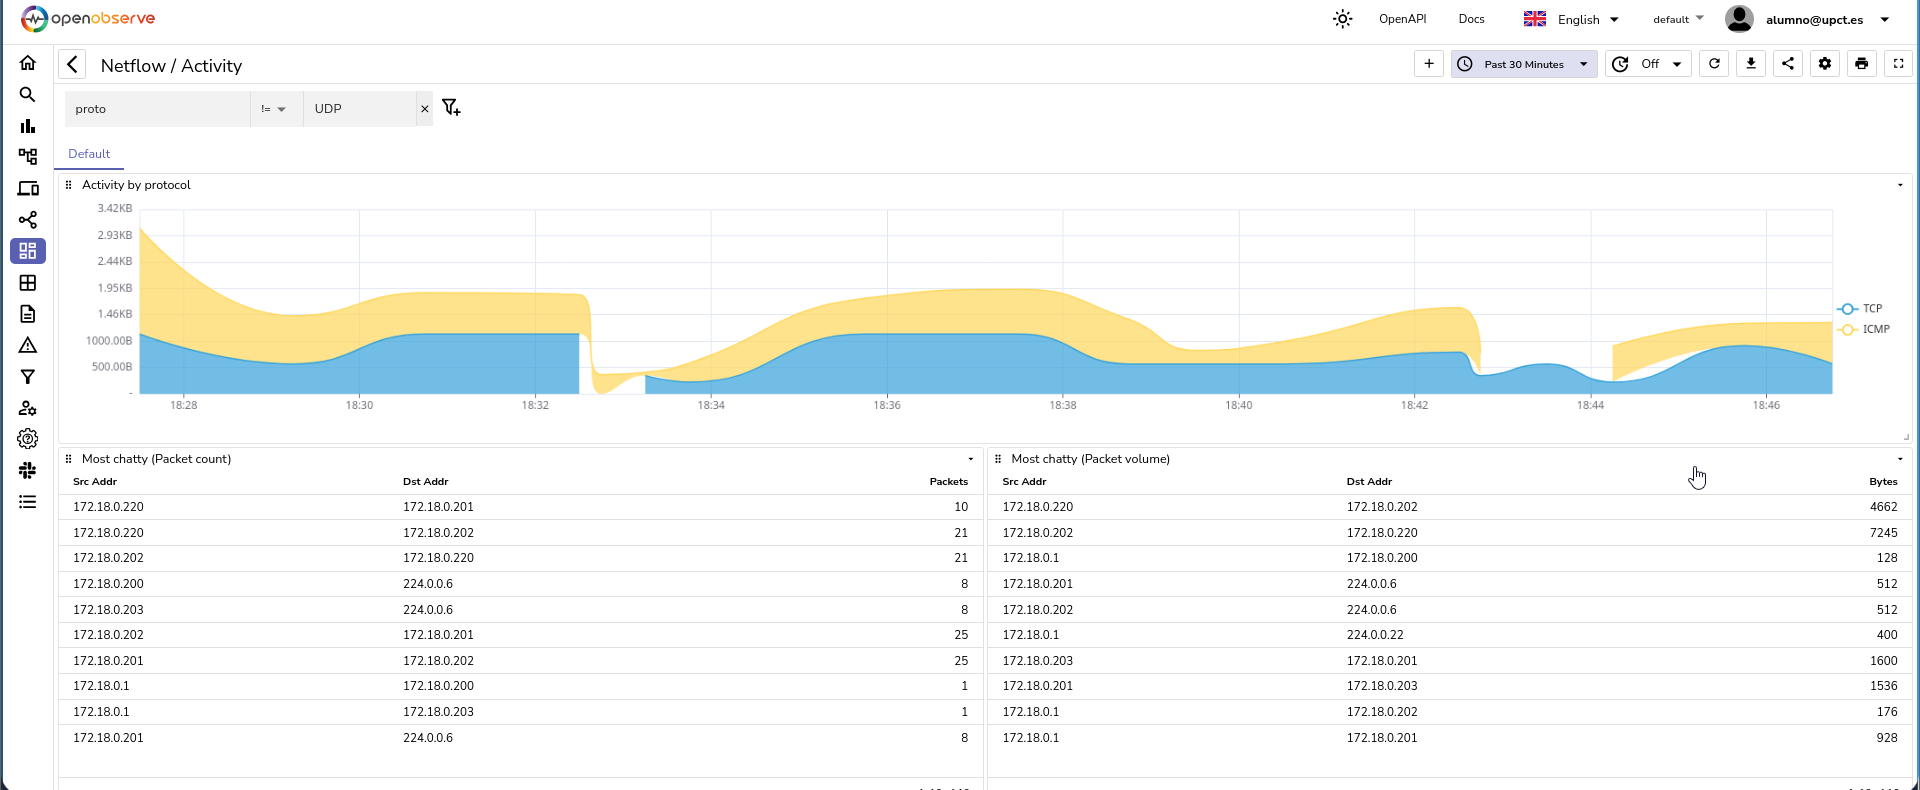 openobserve
OpenAPI Docs English default alumno@upct.es
Netflow / Activity
Past 30 Minutes Off
proto != UDP ×
Default
Activity by protocol
3.42KB
2.93KB
2.44KB
1.95KB
1.46KB
1000.00B
500.00B
-
TCP
ICMP
18:28 18:30 18:32 18:34 18:36 18:38 18:40 18:42 18:44 18:46
Most chatty (Packet count)
Src Addr Dst Addr Packets
172.18.0.220 172.18.0.201 10
172.18.0.220 172.18.0.202 21
172.18.0.202 172.18.0.220 21
172.18.0.200 224.0.0.6 8
172.18.0.203 224.0.0.6 8
172.18.0.202 172.18.0.201 25
172.18.0.201 172.18.0.202 25
172.18.0.1 172.18.0.200 1
172.18.0.1 172.18.0.203 1
172.18.0.201 224.0.0.6 8
Most chatty (Packet volume)
Src Addr Dst Addr Bytes
172.18.0.220 172.18.0.202 4662
172.18.0.202 172.18.0.220 7245
172.18.0.1 172.18.0.200 128
172.18.0.201 224.0.0.6 512
172.18.0.202 224.0.0.6 512
172.18.0.1 224.0.0.22 400
172.18.0.203 172.18.0.201 1600
172.18.0.201 172.18.0.203 1536
172.18.0.1 172.18.0.202 176
172.18.0.1 172.18.0.201 928